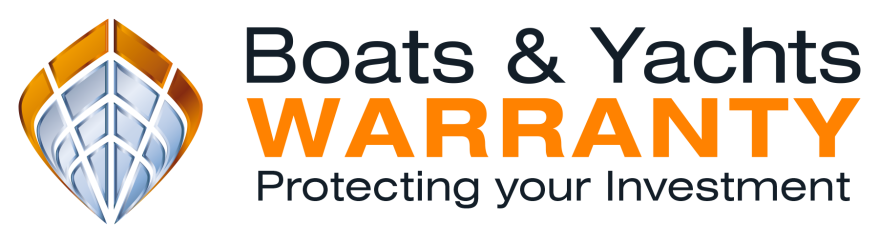 Boats & Yachts
WARRANTY
Protecting your Investment